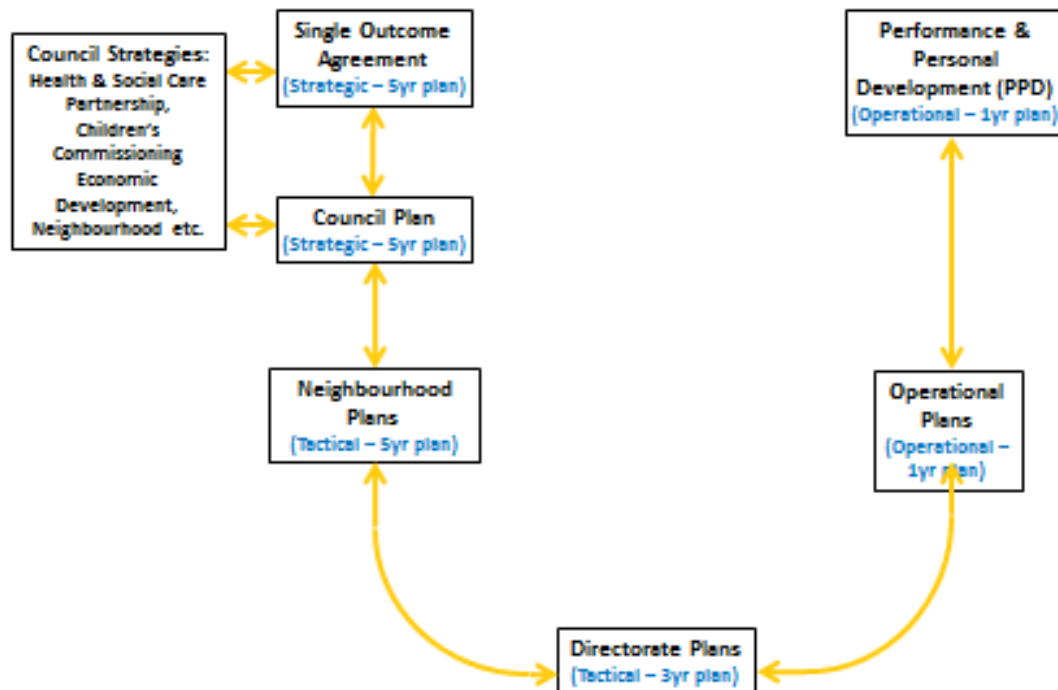 Council Strategies:
Health & Social Care
Partnership,
Children's
Commissioning
Economic
Development,
Neighbourhood etc.
Single Outcome
Agreement
(Strategic – 5yr plan)
Council Plan
(Strategic – 5yr plan)
Neighbourhood
Plans
(Tactical – 5yr plan)
Directorate Plans
(Tactical – 3yr plan)
Operational
Plans
(Operational –
1yr plan)
Performance &
Personal
Development (PPD)
(Operational – 1yr plan)